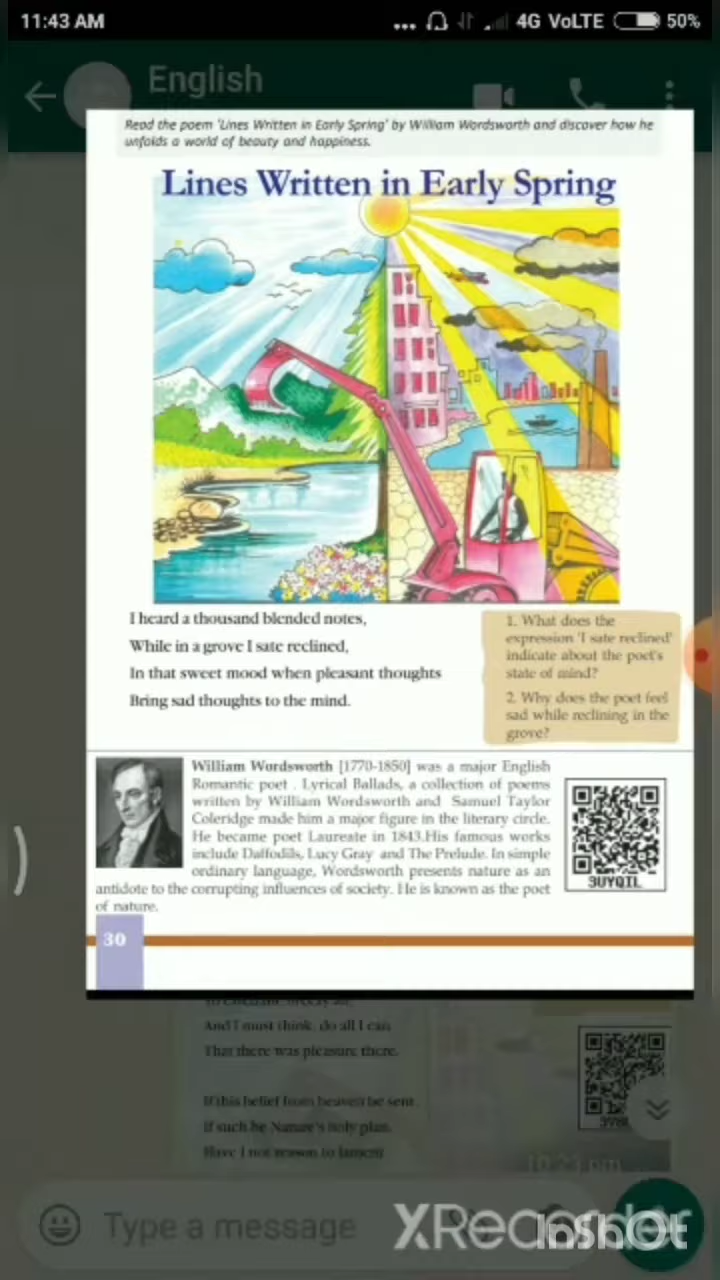 11:43 AM
... 4G VoLTE 50%
English
Read the poem 'Lines Written in Early Spring' by William Wordsworth and discover how he
unfolds a world of beauty and happiness.
Lines Written in Early Spring
I heard a thousand blended notes,
While in a grove I sate reclined,
In that sweet mood when pleasant thoughts
Bring sad thoughts to the mind.
1. What does the
expression 'I sate reclined'
indicate about the poet's
state of mind?
2. Why does the poet feel
sad while reclining in the
grove?
William Wordsworth [1770-1850] was a major English
Romantic poet . Lyrical Ballads, a collection of poems
written by William Wordsworth and Samuel Taylor
Coleridge made him a major figure in the literary circle.
He became poet Laureate in 1843.His famous works
include Daffodils, Lucy Gray and The Prelude. In simple
ordinary language, Wordsworth presents nature as an
antidote to the corrupting influences of society. He is known as the poet
of nature.
3UYQIL
30
And I must think, do all I can
That there was pleasure there.
If this belief from heaven be sent
If such be Nature's holy plan,
Have I not reason to lament
10:23 pm
Type a message
XRecorder
InShOt